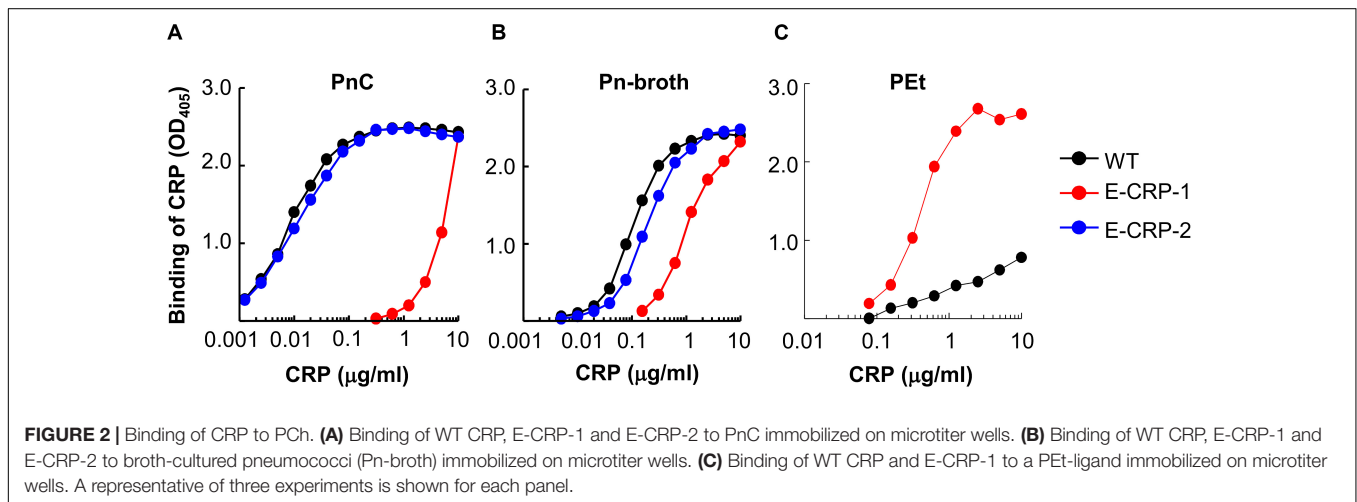 A
B
C
PnC
Pn-broth
PEt
3.0
2.0
1.0
0.001
0.01
0.1
1
10
Binding of CRP (OD405)
CRP (μg/ml)
3.0
2.0
1.0
0.001
0.01
0.1
1
10
CRP (μg/ml)
3.0
2.0
1.0
0.01
0.1
1
10
CRP (μg/ml)
WT
E-CRP-1
E-CRP-2
FIGURE 2 | Binding of CRP to PCh. (A) Binding of WT CRP, E-CRP-1 and E-CRP-2 to PnC immobilized on microtiter wells. (B) Binding of WT CRP, E-CRP-1 and
E-CRP-2 to broth-cultured pneumococci (Pn-broth) immobilized on microtiter wells. (C) Binding of WT CRP and E-CRP-1 to a PEt-ligand immobilized on microtiter
wells. A representative of three experiments is shown for each panel.